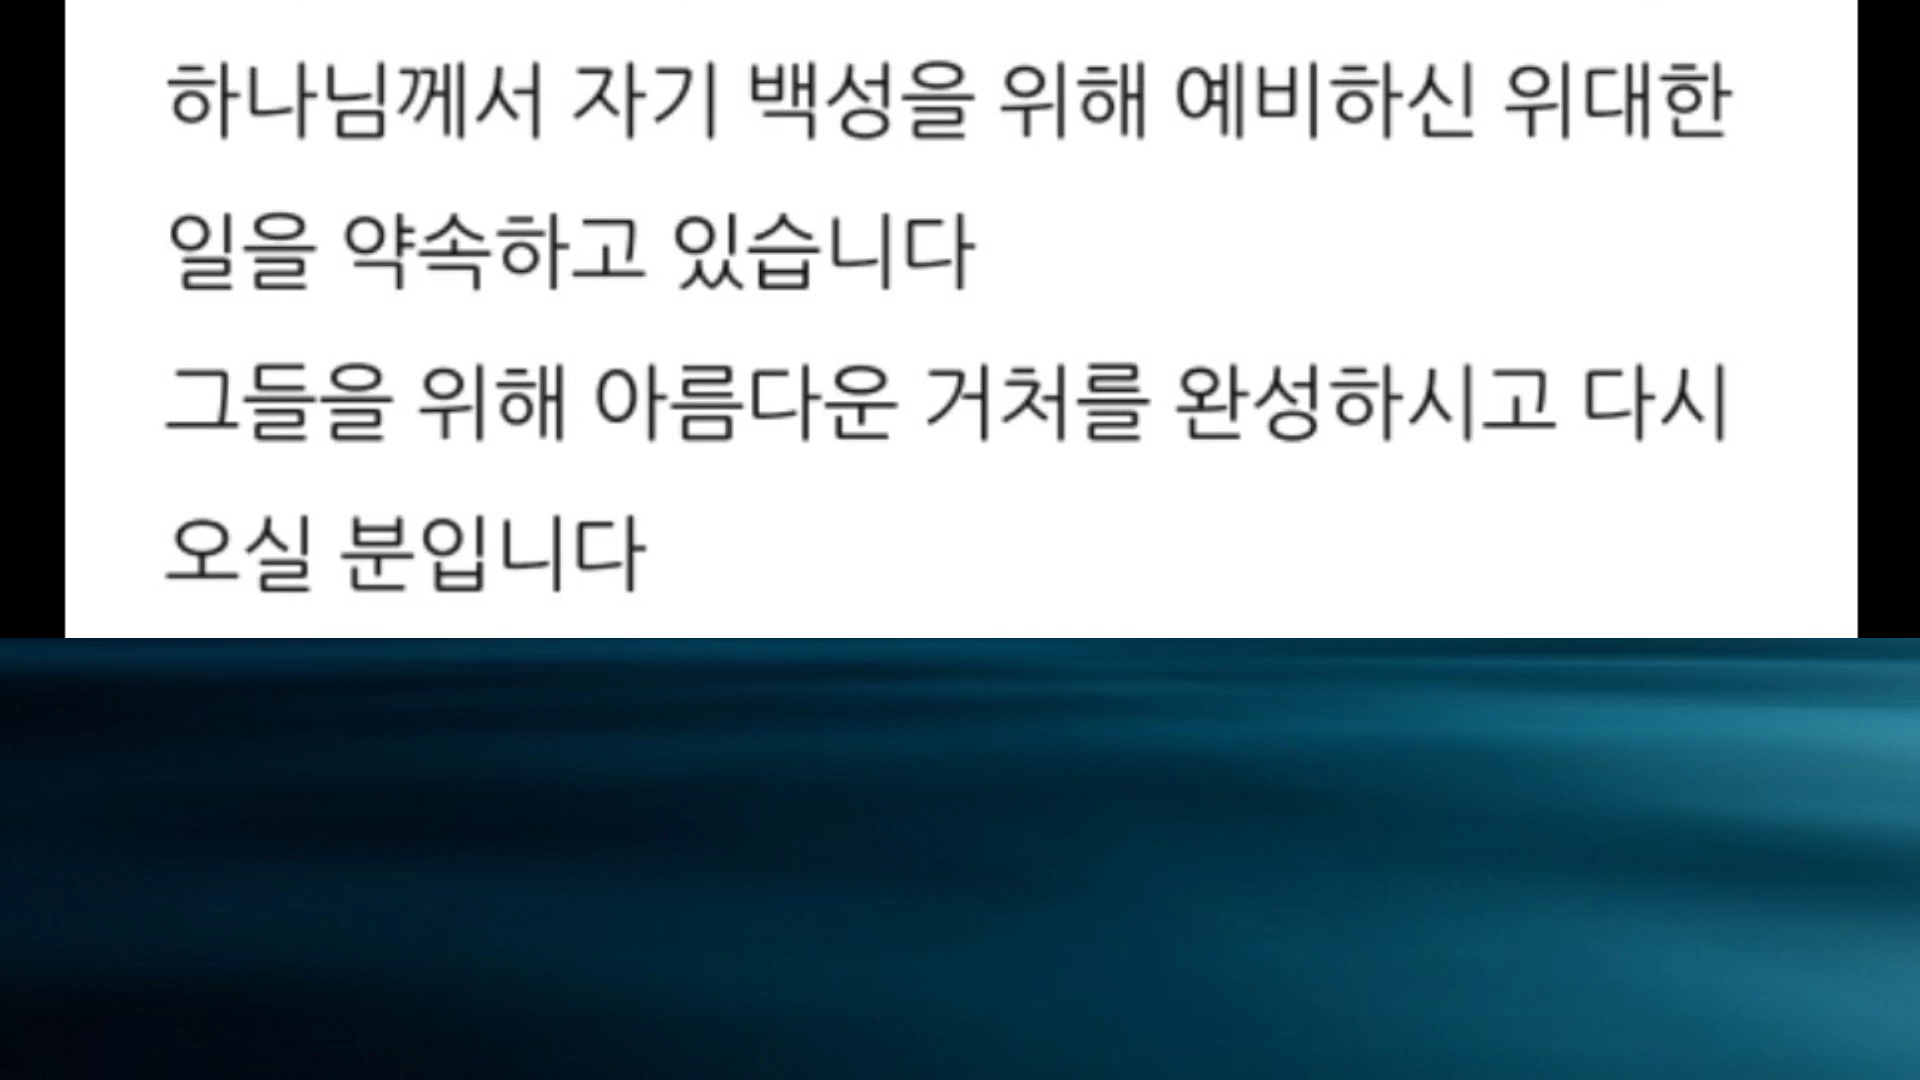 하나님께서 자기 백성을 위해 예비하신 위대한
일을 약속하고 있습니다
그들을 위해 아름다운 거처를 완성하시고 다시
오실 분입니다